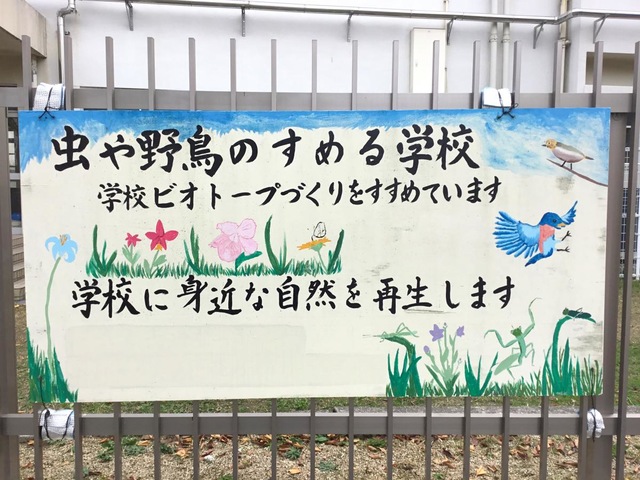 虫や野鳥のすめる学校
学校ビオトープづくりをすすめています
学校に身近な自然を再生します